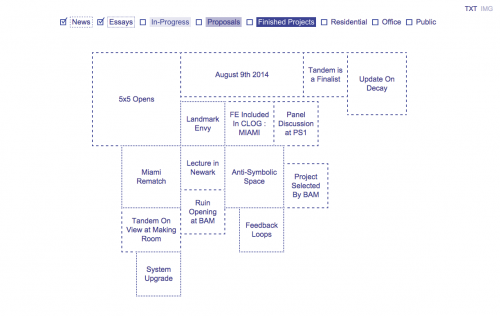 TXT IMG
News Essays In-Progress Proposals Finished Projects Residential Office Public
5x5 Opens
August 9th 2014
Tandem is
a Finalist
Update On
Decay
Landmark
Envy
FE Included
In CLOG :
MIAMI
Panel
Discussion
at PS1
Miami
Rematch
Lecture in
Newark
Anti-Symbolic
Space
Project
Selected
By BAM
Ruin
Opening
at BAM
Tandem On
View at Making
Room
Feedback
Loops
System
Upgrade